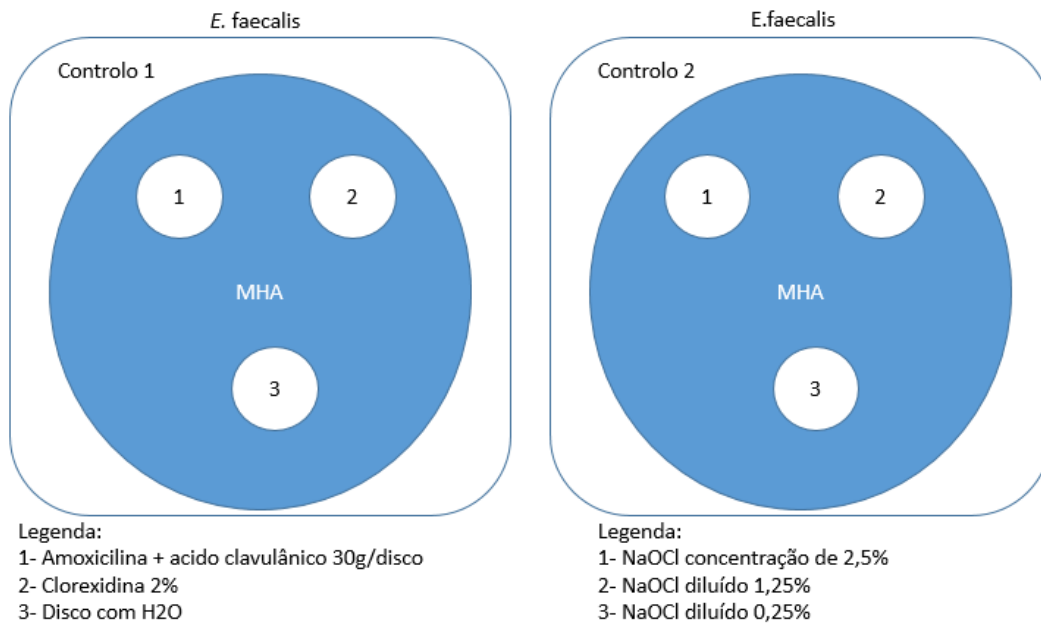 E. faecalis
Controlo 1
1
2
MHA
3
Legenda:
1- Amoxicilina + acido clavulânico 30g/disco
2- Clorexidina 2%
3- Disco com H2O
E.faecalis
Controlo 2
1
2
MHA
3
Legenda:
1- NaOCl concentração de 2,5%
2- NaOCl diluído 1,25%
3- NaOCl diluído 0,25%